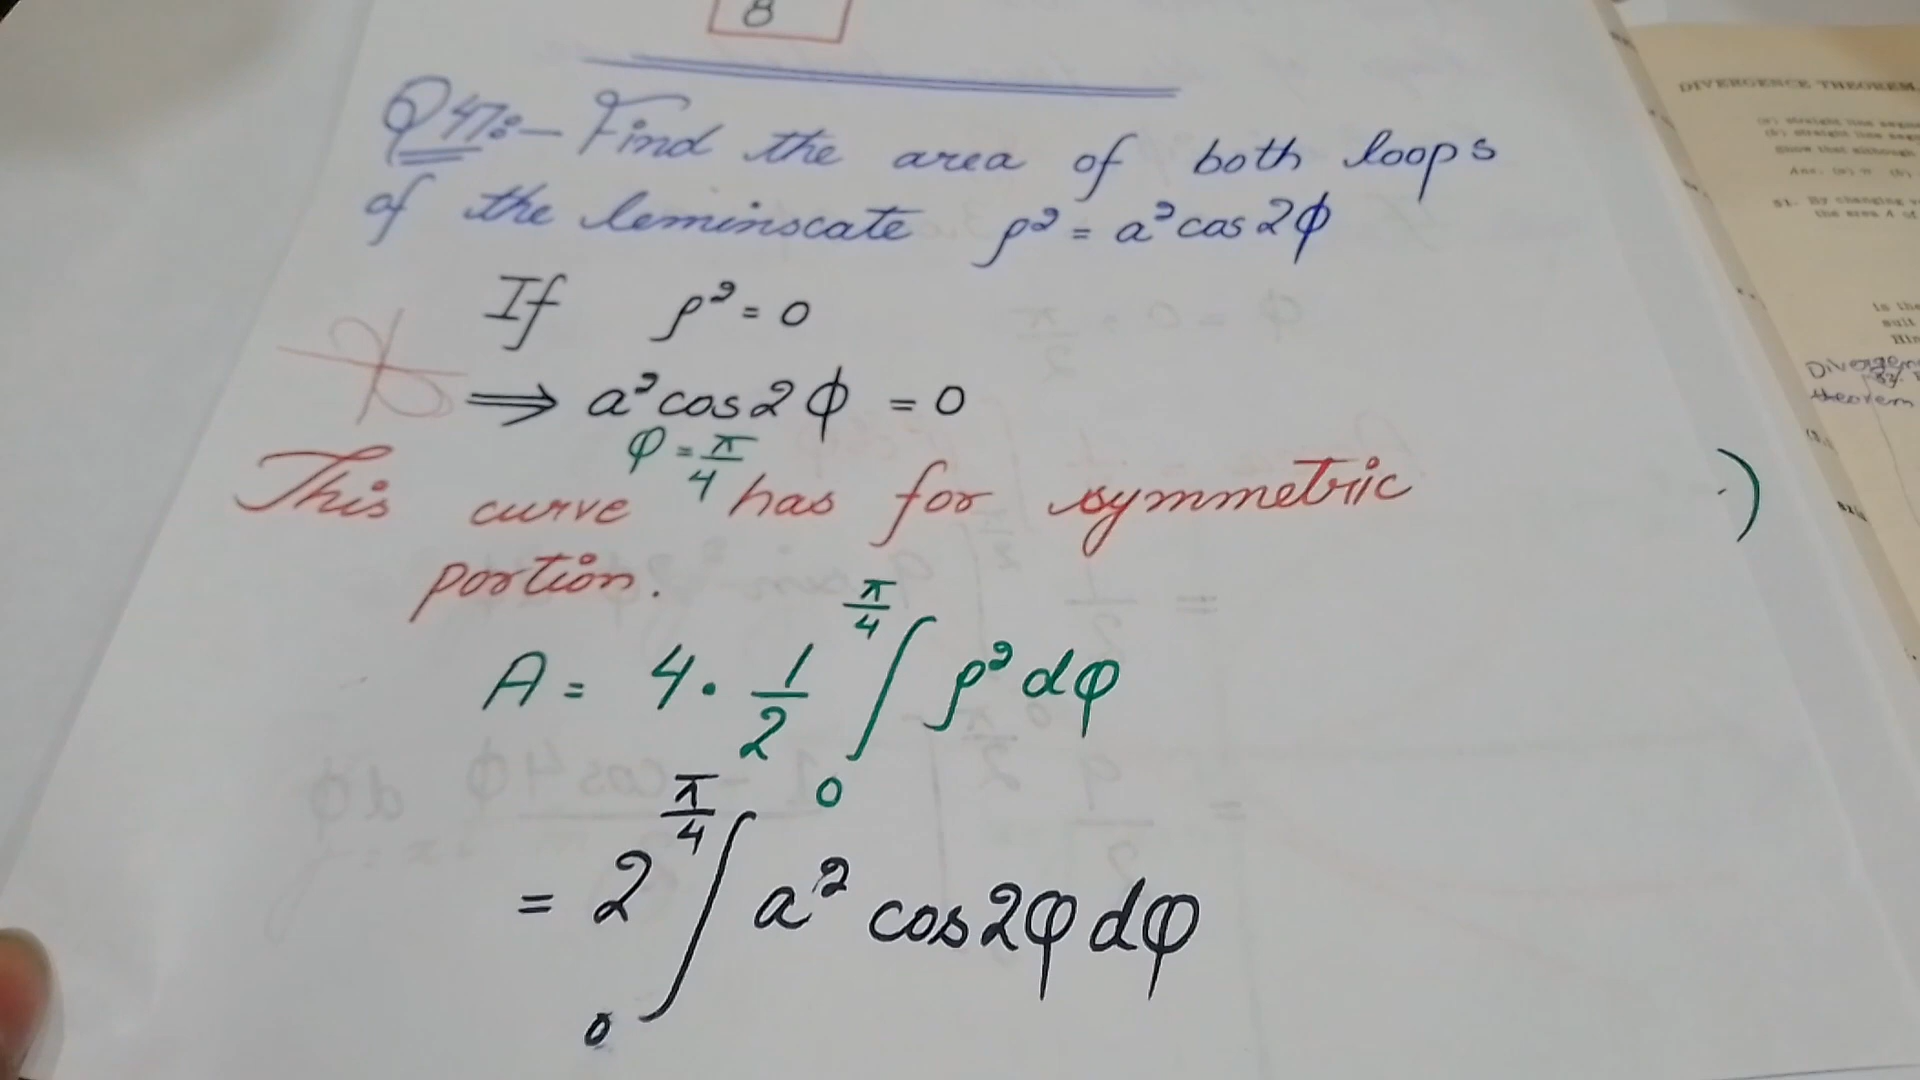 8
Q47:- Find the area of both loops
of the leminscate ρ² = a² cos 2ϕ
If ρ² = 0
⟹ a² cos 2ϕ = 0
φ = π/4
This curve has for symmetric
portion.
A = 4 · 1/2 ∫₀^{π/4} ρ² dφ
= 2 ∫₀^{π/4} a² cos 2φ dφ
DIVERGENCE THEOREM,
Divergen
theorem